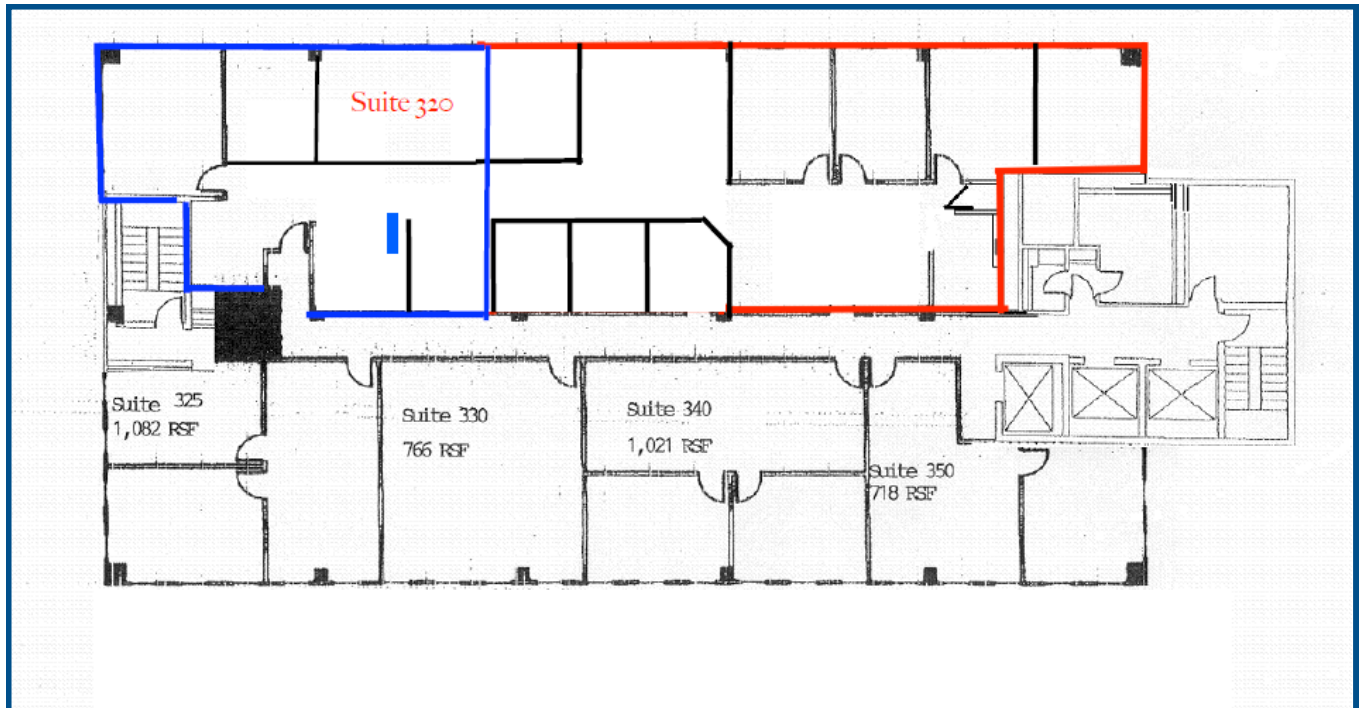 Suite 320
Suite 325
1,082 RSF
Suite 330
766 RSF
Suite 340
1,021 RSF
Suite 350
718 RSF